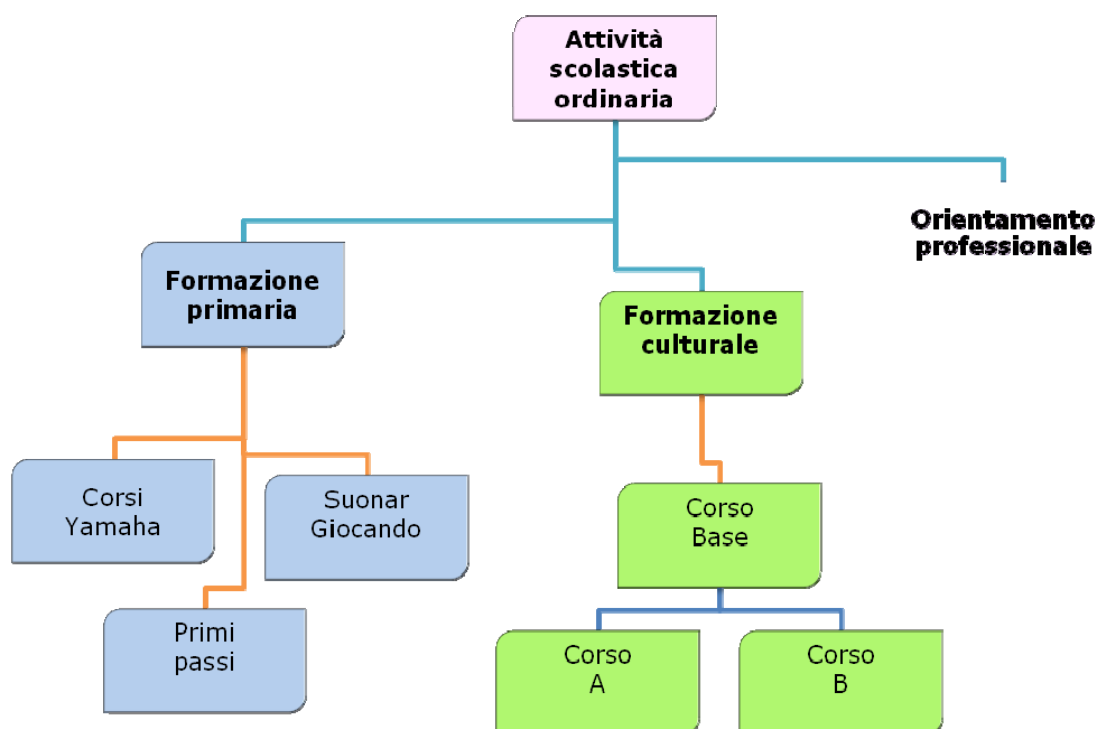 Attività
scolastica
ordinaria
Orientamento
professionale
Formazione
primaria
Formazione
culturale
Corsi
Yamaha
Suonar
Giocando
Corso
Base
Primi
passi
Corso
A
Corso
B